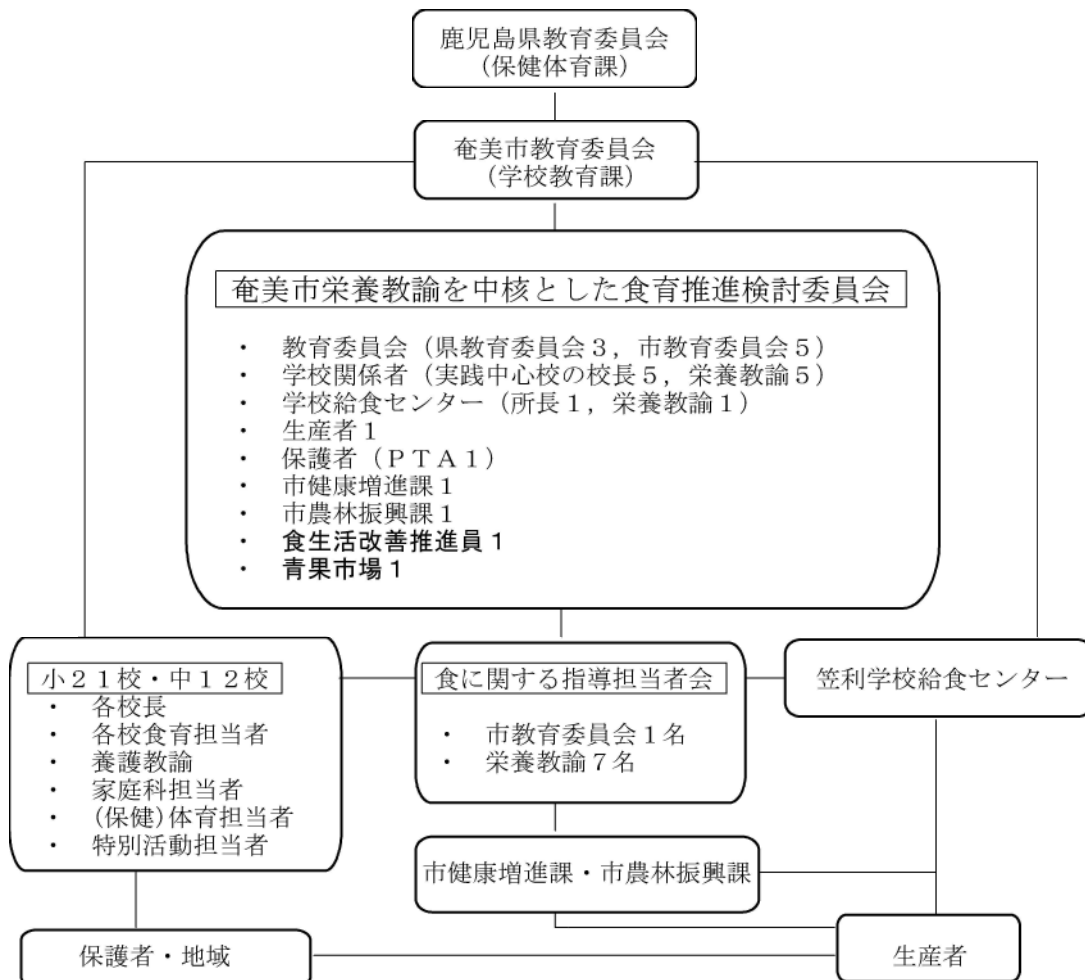 鹿児島県教育委員会
(保健体育課)
奄美市教育委員会
(学校教育課)
奄美市栄養教諭を中核とした食育推進検討委員会
・ 教育委員会（県教育委員会３，市教育委員会５）
・ 学校関係者（実践中心校の校長５，栄養教諭５）
・ 学校給食センター（所長１，栄養教諭１）
・ 生産者１
・ 保護者（ＰＴＡ１）
・ 市健康増進課１
・ 市農林振興課１
・ 食生活改善推進員１
・ 青果市場１
小２１校・中１２校
・ 各校長
・ 各校食育担当者
・ 養護教諭
・ 家庭科担当者
・ (保健)体育担当者
・ 特別活動担当者
食に関する指導担当者会
・ 市教育委員会１名
・ 栄養教諭７名
笠利学校給食センター
市健康増進課・市農林振興課
保護者・地域
生産者